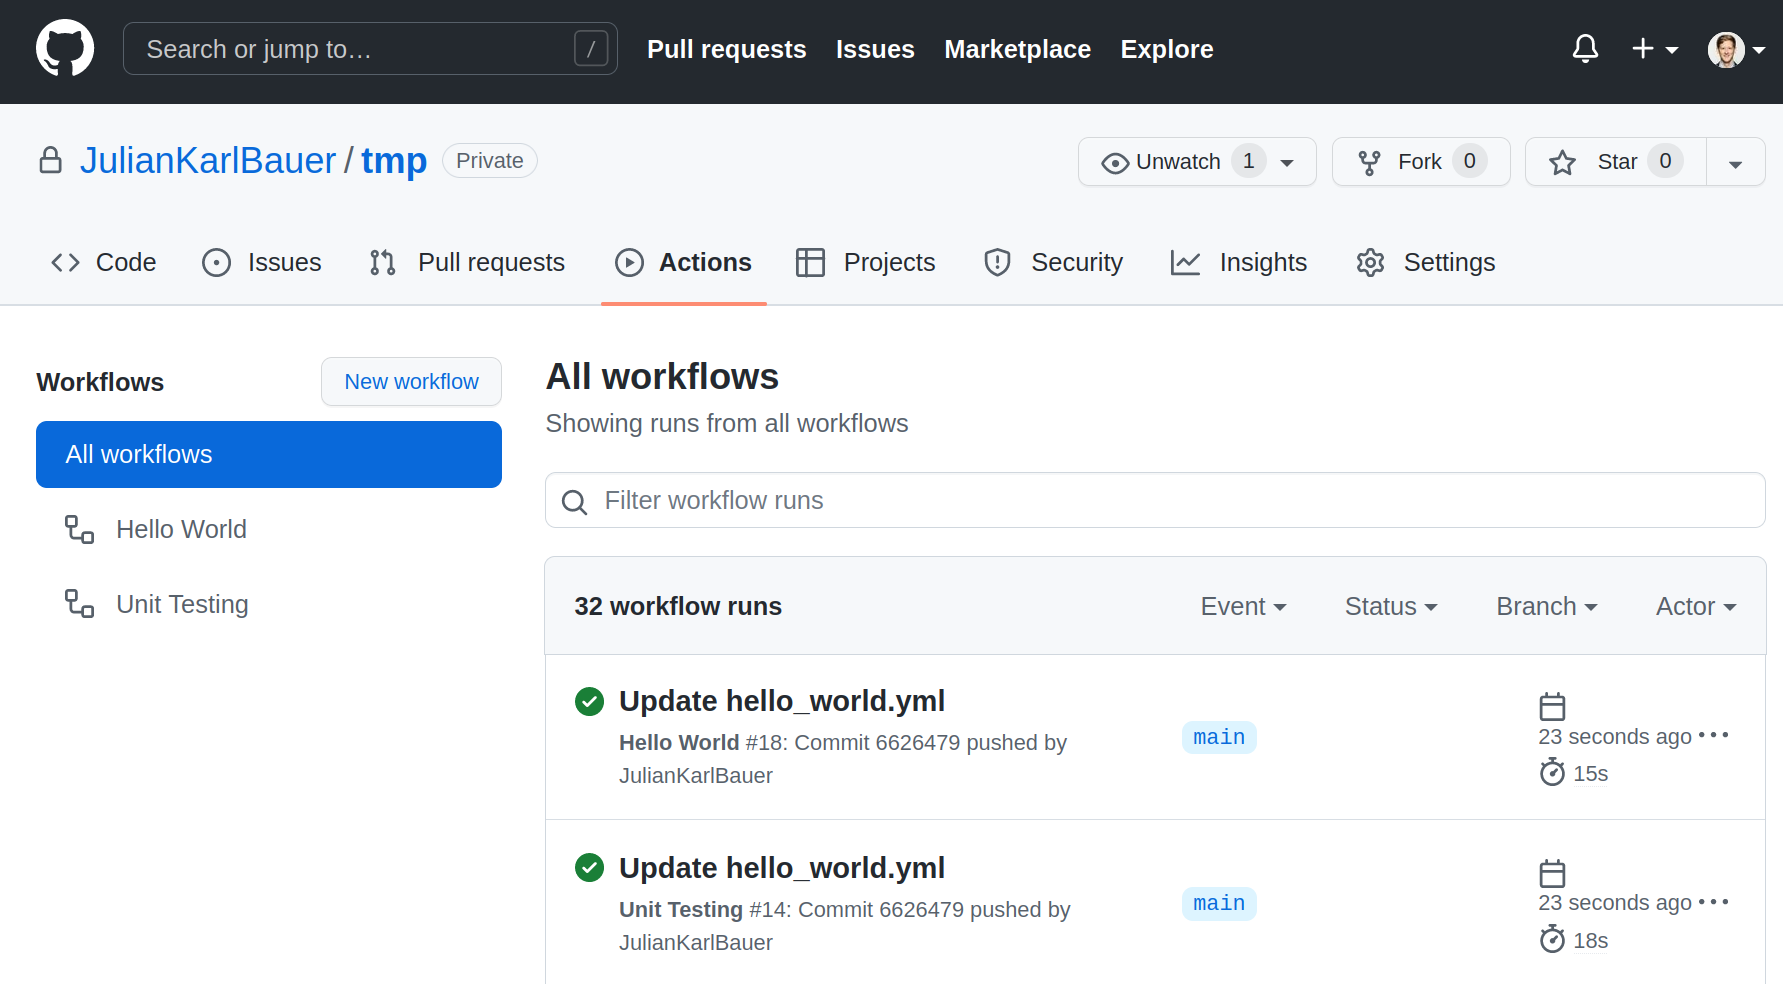 Search or jump to… / Pull requests Issues Marketplace Explore
JulianKarlBauer / tmp Private Unwatch 1 Fork 0 Star 0
Code Issues Pull requests Actions Projects Security Insights Settings
Workflows New workflow
All workflows
Hello World
Unit Testing
All workflows
Showing runs from all workflows
Filter workflow runs
32 workflow runs Event Status Branch Actor
Update hello_world.yml
Hello World #18: Commit 6626479 pushed by
JulianKarlBauer
main
23 seconds ago ···
15s
Update hello_world.yml
Unit Testing #14: Commit 6626479 pushed by
JulianKarlBauer
main
23 seconds ago ···
18s